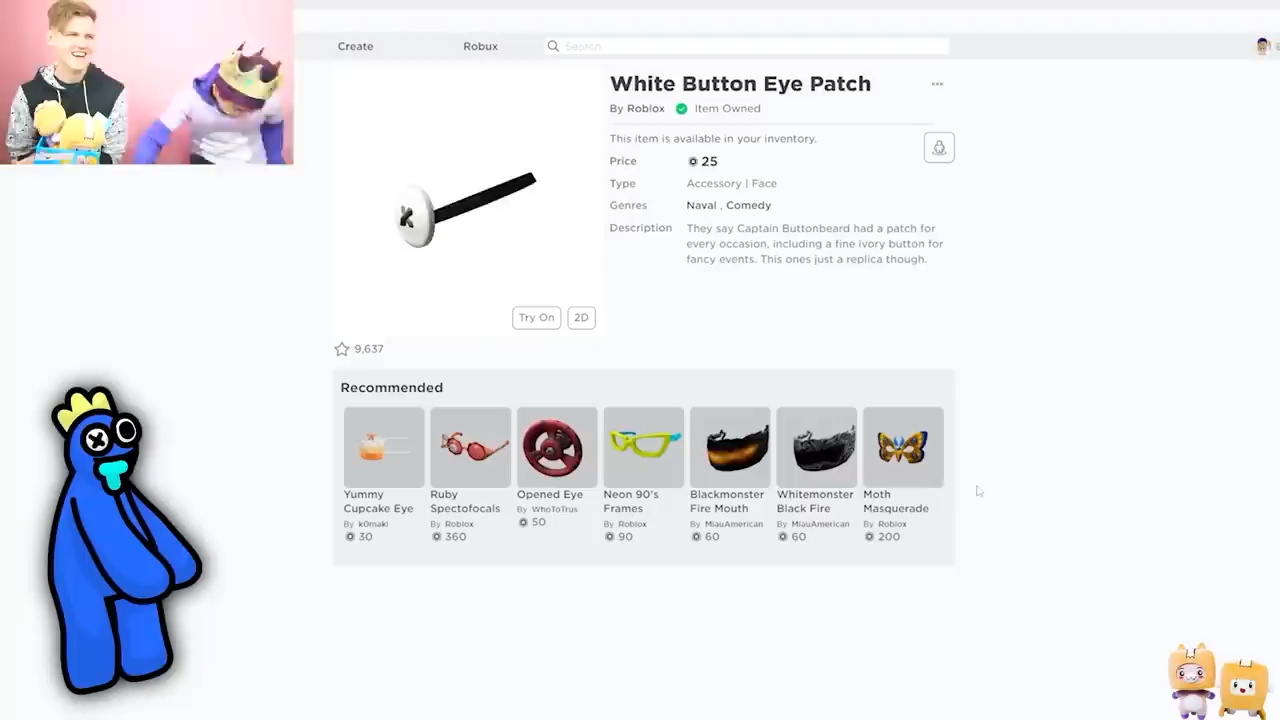 Create
Robux
Search
White Button Eye Patch
By Roblox Item Owned
This item is available in your inventory.
Price 25
Type Accessory | Face
Genres Naval , Comedy
Description They say Captain Buttonbeard had a patch for
every occasion, including a fine ivory button for
fancy events. This ones just a replica though.
Try On
2D
9,637
Recommended
Yummy
Cupcake Eye
By k0maki
30
Ruby
Spectofocals
By Roblox
360
Opened Eye
By WhoToTrus
50
Neon 90's
Frames
By Roblox
90
Blackmonster
Fire Mouth
By MiauAmerican
60
Whitemonster
Black Fire
By MiauAmerican
60
Moth
Masquerade
By Roblox
200